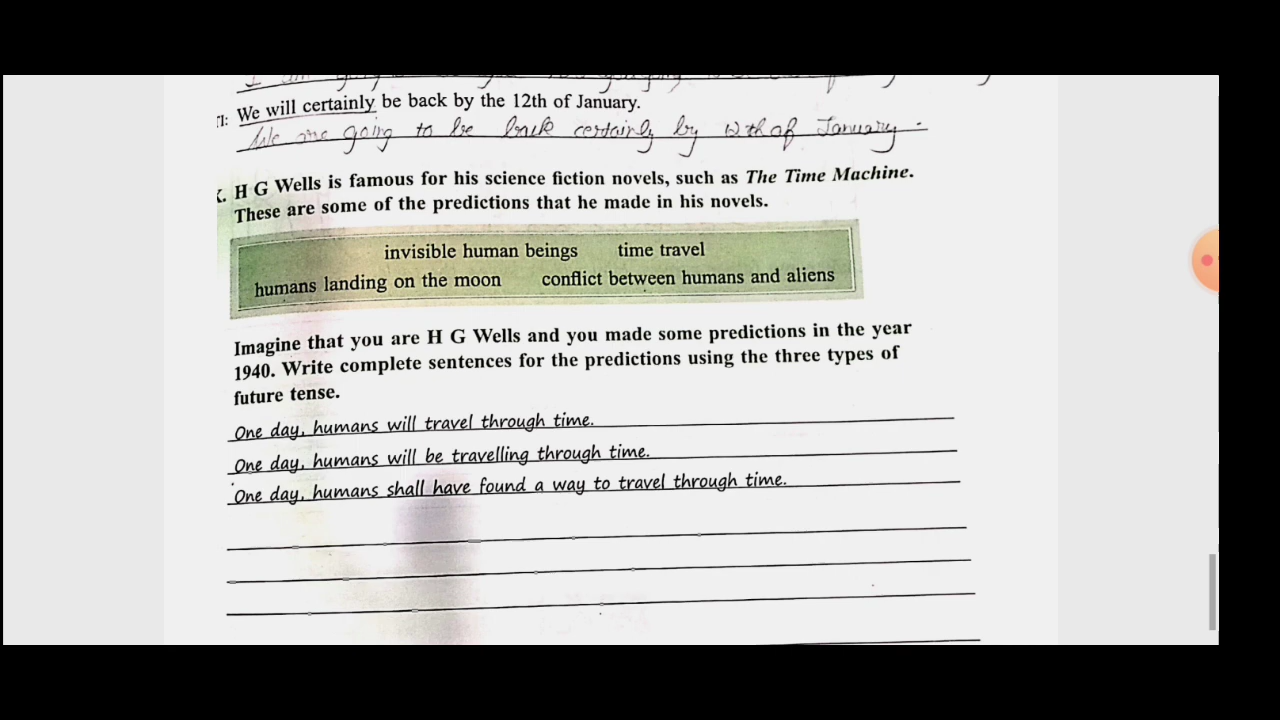 I: We will certainly be back by the 12th of January.
We are going to be back certainly by 12th of January.
K. H G Wells is famous for his science fiction novels, such as The Time Machine.
These are some of the predictions that he made in his novels.
invisible human beings time travel
humans landing on the moon conflict between humans and aliens
Imagine that you are H G Wells and you made some predictions in the year
1940. Write complete sentences for the predictions using the three types of
future tense.
One day, humans will travel through time.
One day, humans will be travelling through time.
One day, humans shall have found a way to travel through time.